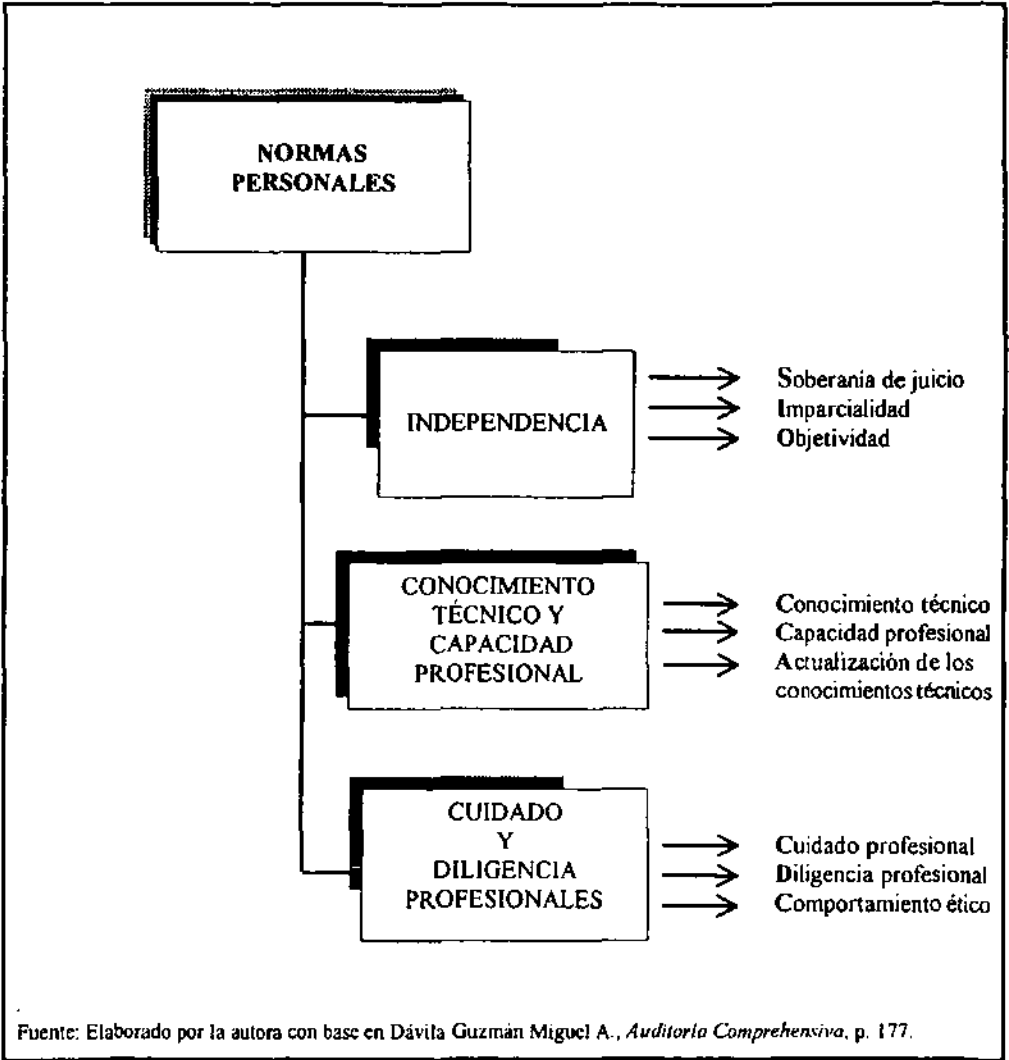 NORMAS
PERSONALES
INDEPENDENCIA
Soberanía de juicio
Imparcialidad
Objetividad
CONOCIMIENTO
TÉCNICO Y
CAPACIDAD
PROFESIONAL
Conocimiento técnico
Capacidad profesional
Actualización de los
conocimientos técnicos
CUIDADO
Y
DILIGENCIA
PROFESIONALES
Cuidado profesional
Diligencia profesional
Comportamiento ético
Fuente: Elaborado por la autora con base en Dávila Guzmán Miguel A., Auditoría Comprehensiva, p. 177.